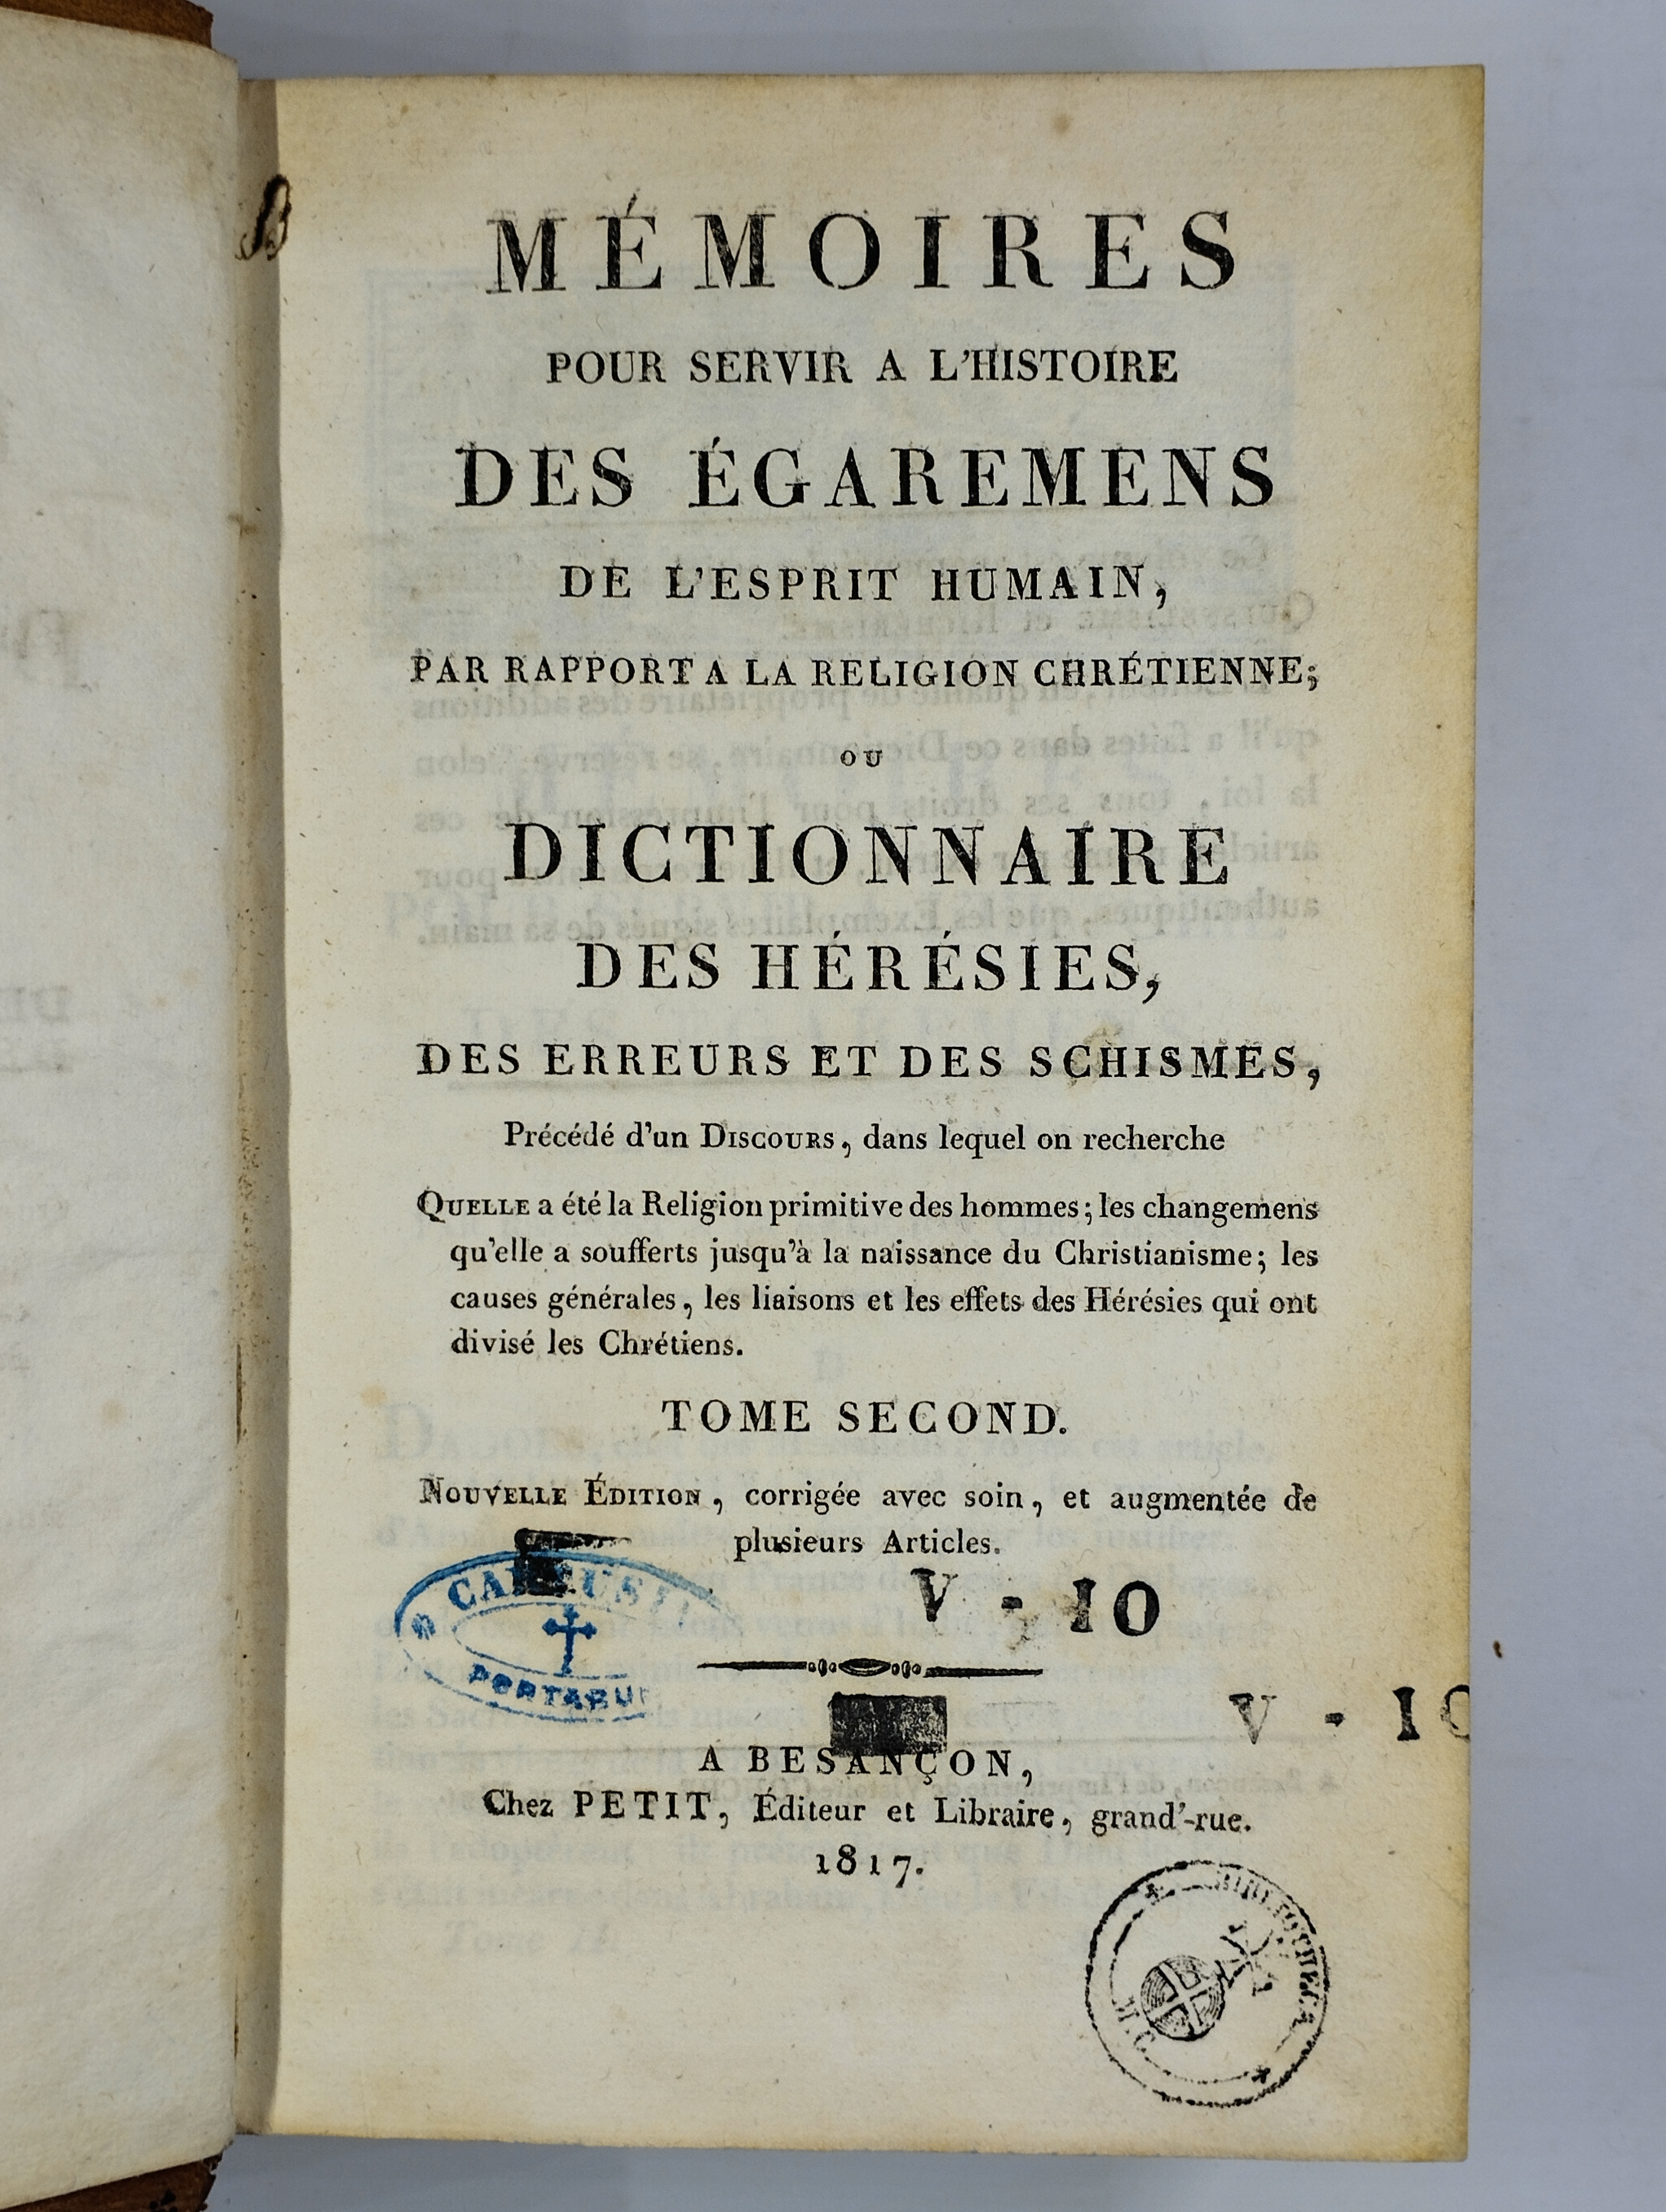 MÉMOIRES
POUR SERVIR A L'HISTOIRE
DES ÉGAREMENS
DE L'ESPRIT HUMAIN,
PAR RAPPORT A LA RELIGION CHRÉTIENNE;
OU
DICTIONNAIRE
DES HÉRÉSIES,
DES ERREURS ET DES SCHISMES,
Précédé d'un DISCOURS, dans lequel on recherche
QUELLE a été la Religion primitive des hommes; les changemens
qu'elle a soufferts jusqu'à la naissance du Christianisme; les
causes générales, les liaisons et les effets des Hérésies qui ont
divisé les Chrétiens.
TOME SECOND.
NOUVELLE ÉDITION, corrigée avec soin, et augmentée de
plusieurs Articles.
V - 10
V - 10
A BESANÇON,
Chez PETIT, Éditeur et Libraire, grand'-rue.
1817.
BIBLIOTHECA